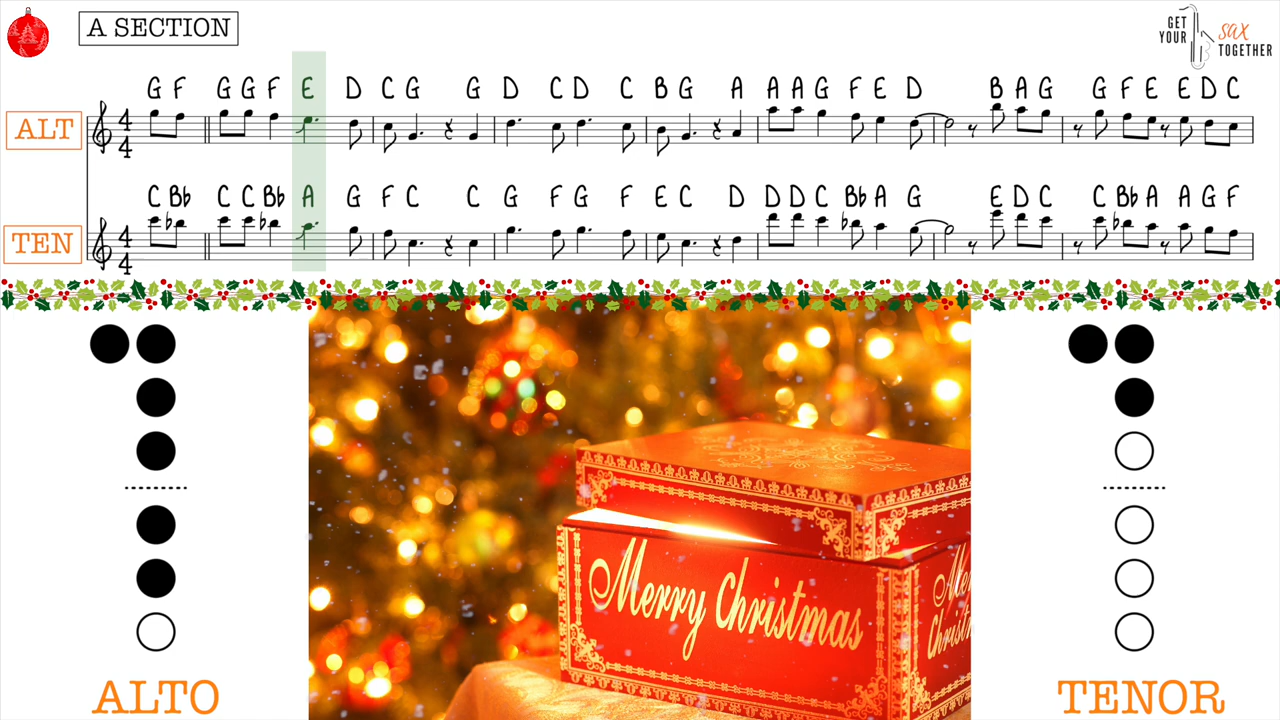 A SECTION
GET
YOUR sax
TOGETHER
G F G G F E D C G G D C D C B G A A A G F E D B A G G F E E D C
ALT
C Bb C C Bb A G F C C G F G F E C D D D C Bb A G E D C C Bb A A G F
TEN
Merry Christmas
ALTO
TENOR